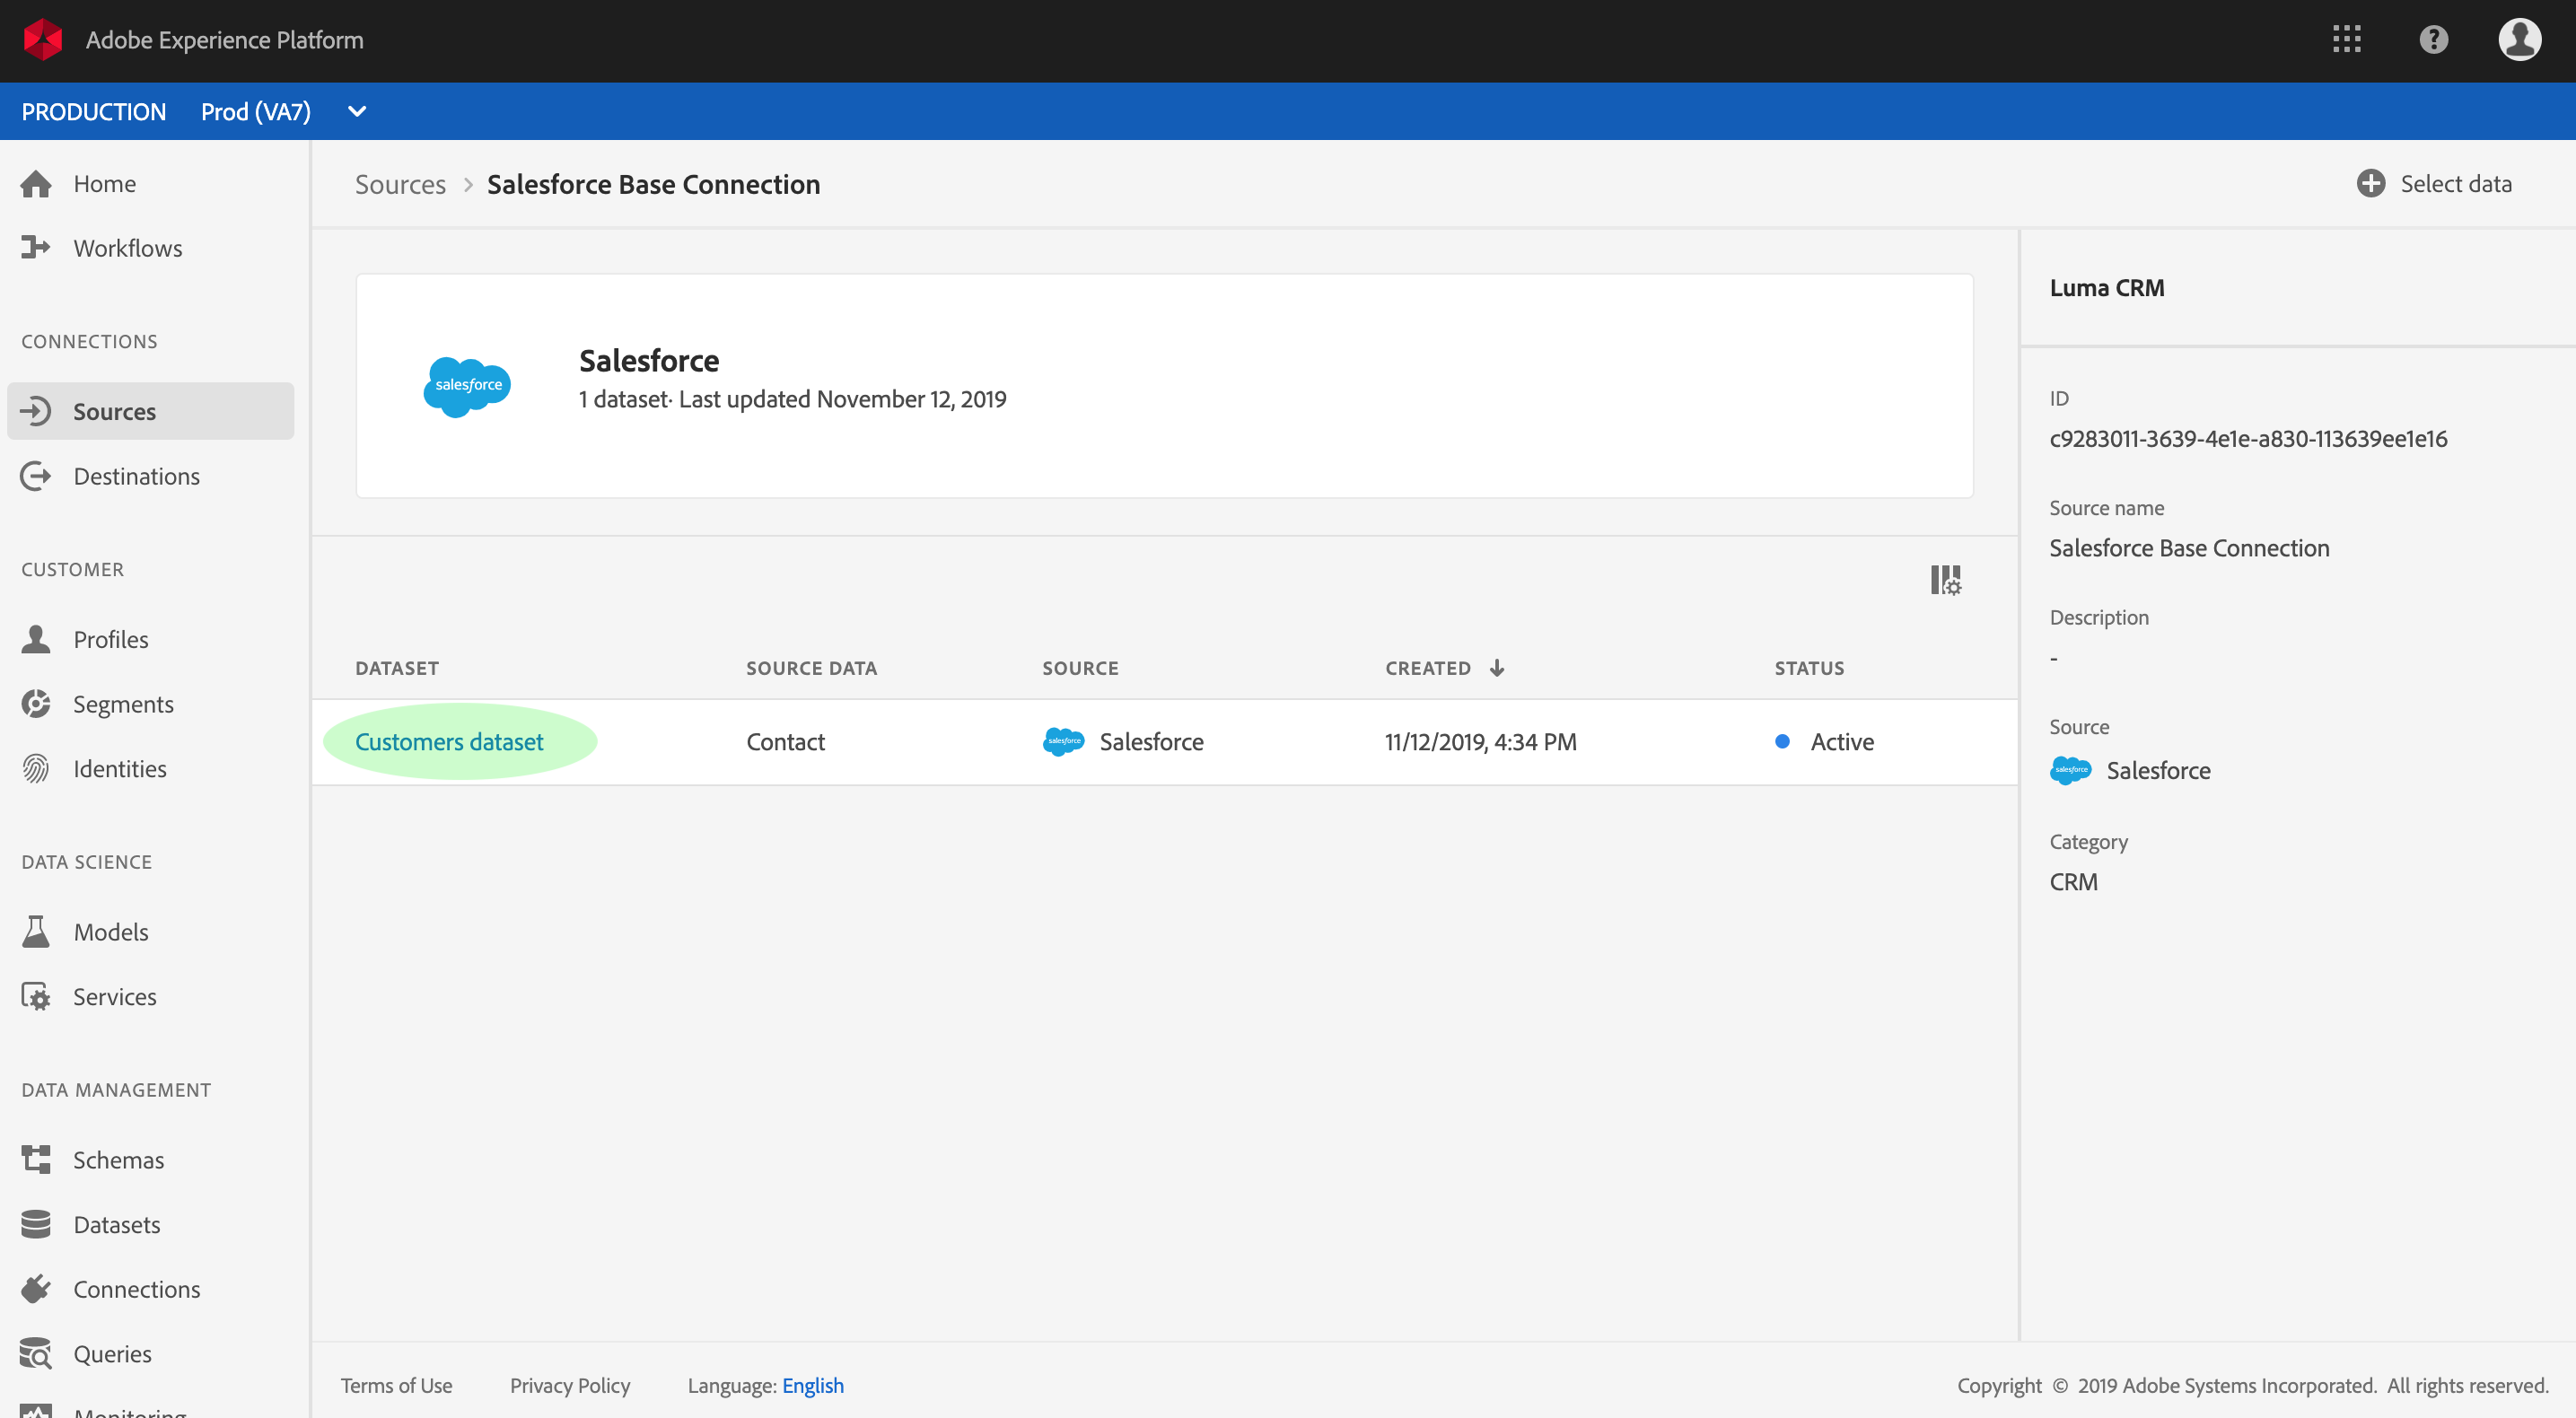 Adobe Experience Platform
PRODUCTION Prod (VA7)
Home
Workflows
CONNECTIONS
Sources
Destinations
CUSTOMER
Profiles
Segments
Identities
DATA SCIENCE
Models
Services
DATA MANAGEMENT
Schemas
Datasets
Connections
Queries
Monitoring
Sources > Salesforce Base Connection
Select data
salesforce
Salesforce
1 dataset· Last updated November 12, 2019
DATASET SOURCE DATA SOURCE CREATED STATUS
Customers dataset Contact salesforce Salesforce 11/12/2019, 4:34 PM Active
Luma CRM
ID
c9283011-3639-4e1e-a830-113639ee1e16
Source name
Salesforce Base Connection
Description
-
Source
salesforce Salesforce
Category
CRM
Terms of Use Privacy Policy Language: English Copyright © 2019 Adobe Systems Incorporated. All rights reserved.